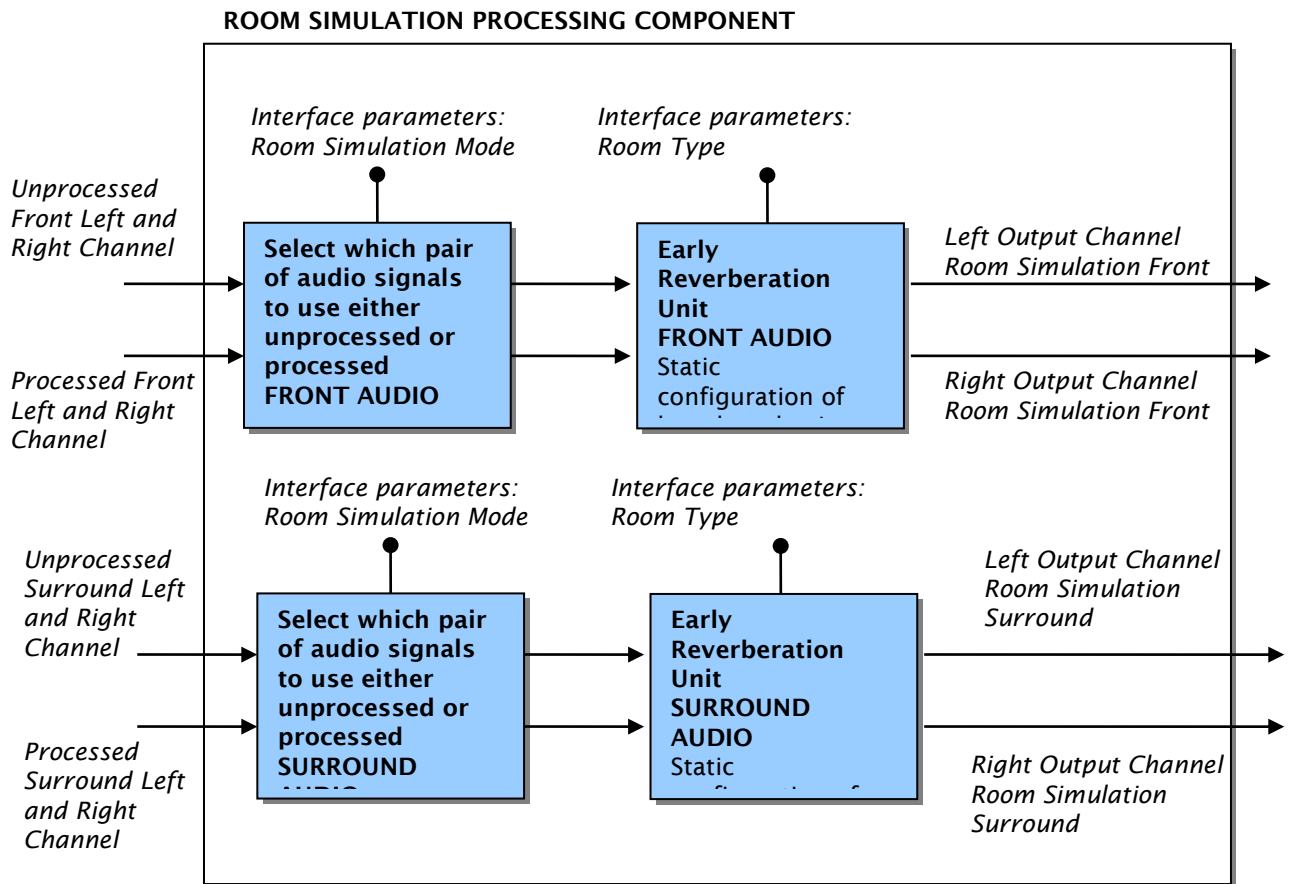 ROOM SIMULATION PROCESSING COMPONENT
Interface parameters:
Room Simulation Mode
Interface parameters:
Room Type
Unprocessed
Front Left and
Right Channel
Select which pair
of audio signals
to use either
unprocessed or
processed
FRONT AUDIO
Early
Reverberation
Unit
FRONT AUDIO
Static
configuration of
Left Output Channel
Room Simulation Front
Processed Front
Left and Right
Channel
Right Output Channel
Room Simulation Front
Interface parameters:
Room Simulation Mode
Interface parameters:
Room Type
Unprocessed
Surround Left
and Right
Channel
Select which pair
of audio signals
to use either
unprocessed or
processed
SURROUND
AUDIO
Early
Reverberation
Unit
SURROUND
AUDIO
Static
configuration of
Left Output Channel
Room Simulation
Surround
Processed
Surround Left
and Right
Channel
Right Output Channel
Room Simulation
Surround